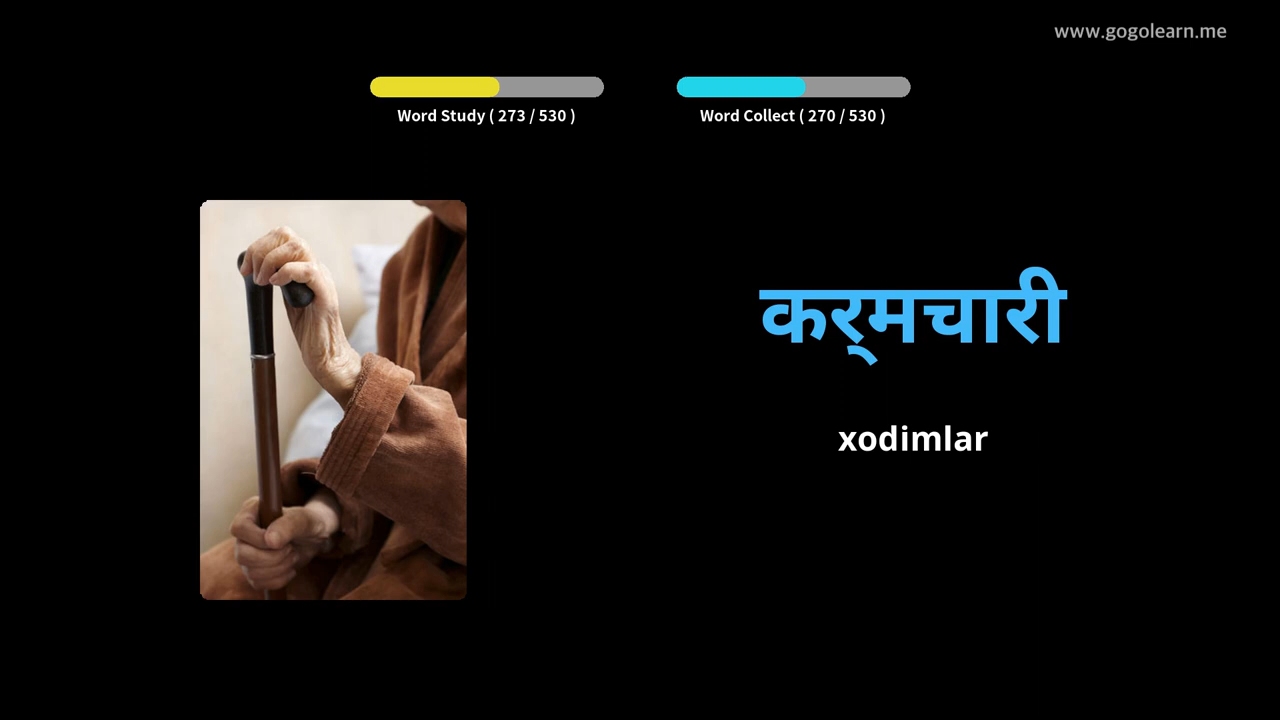 www.gogolearn.me
Word Study ( 273 / 530 )
Word Collect ( 270 / 530 )
कर्‌मचारी
xodimlar